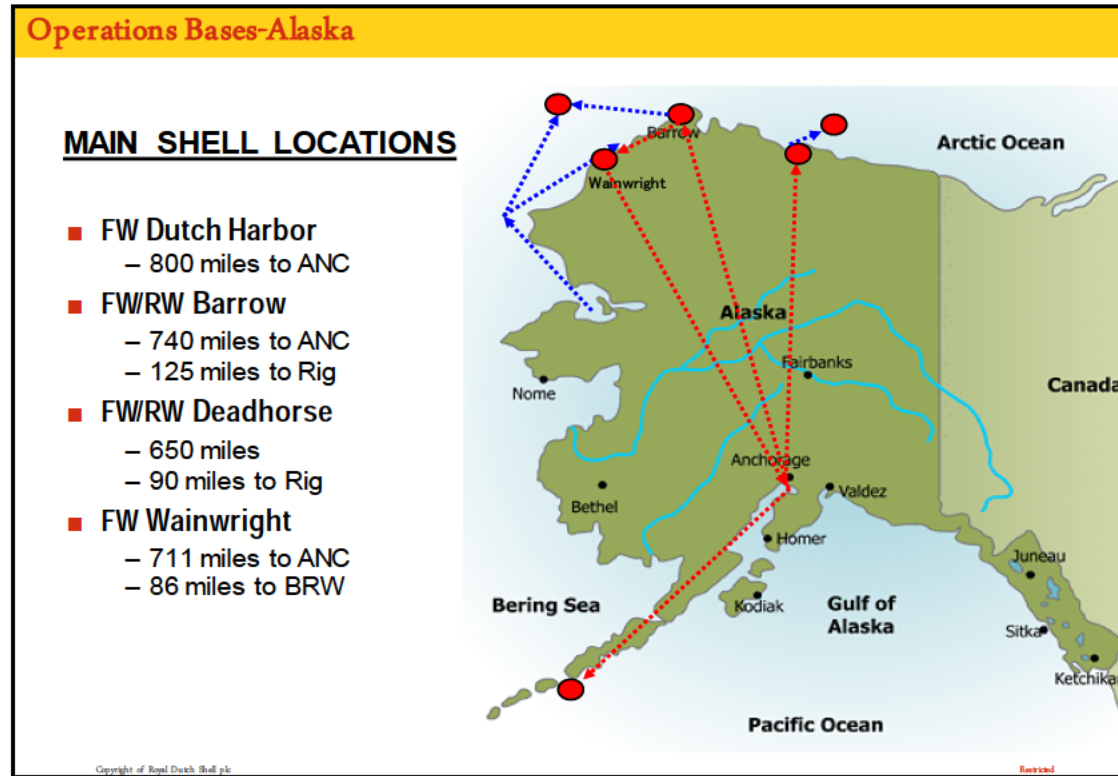 Operations Bases-Alaska
MAIN SHELL LOCATIONS
■ FW Dutch Harbor
– 800 miles to ANC
■ FW/RW Barrow
– 740 miles to ANC
– 125 miles to Rig
■ FW/RW Deadhorse
– 650 miles
– 90 miles to Rig
■ FW Wainwright
– 711 miles to ANC
– 86 miles to BRW
Barrow
Arctic Ocean
Wainwright
Alaska
Fairbanks
Nome
Canada
Anchorage
Bethel
Valdez
Homer
Juneau
Bering Sea
Kodiak
Gulf of
Alaska
Sitka
Ketchikan
Pacific Ocean
Copyright of Royal Dutch Shell plc
Restricted